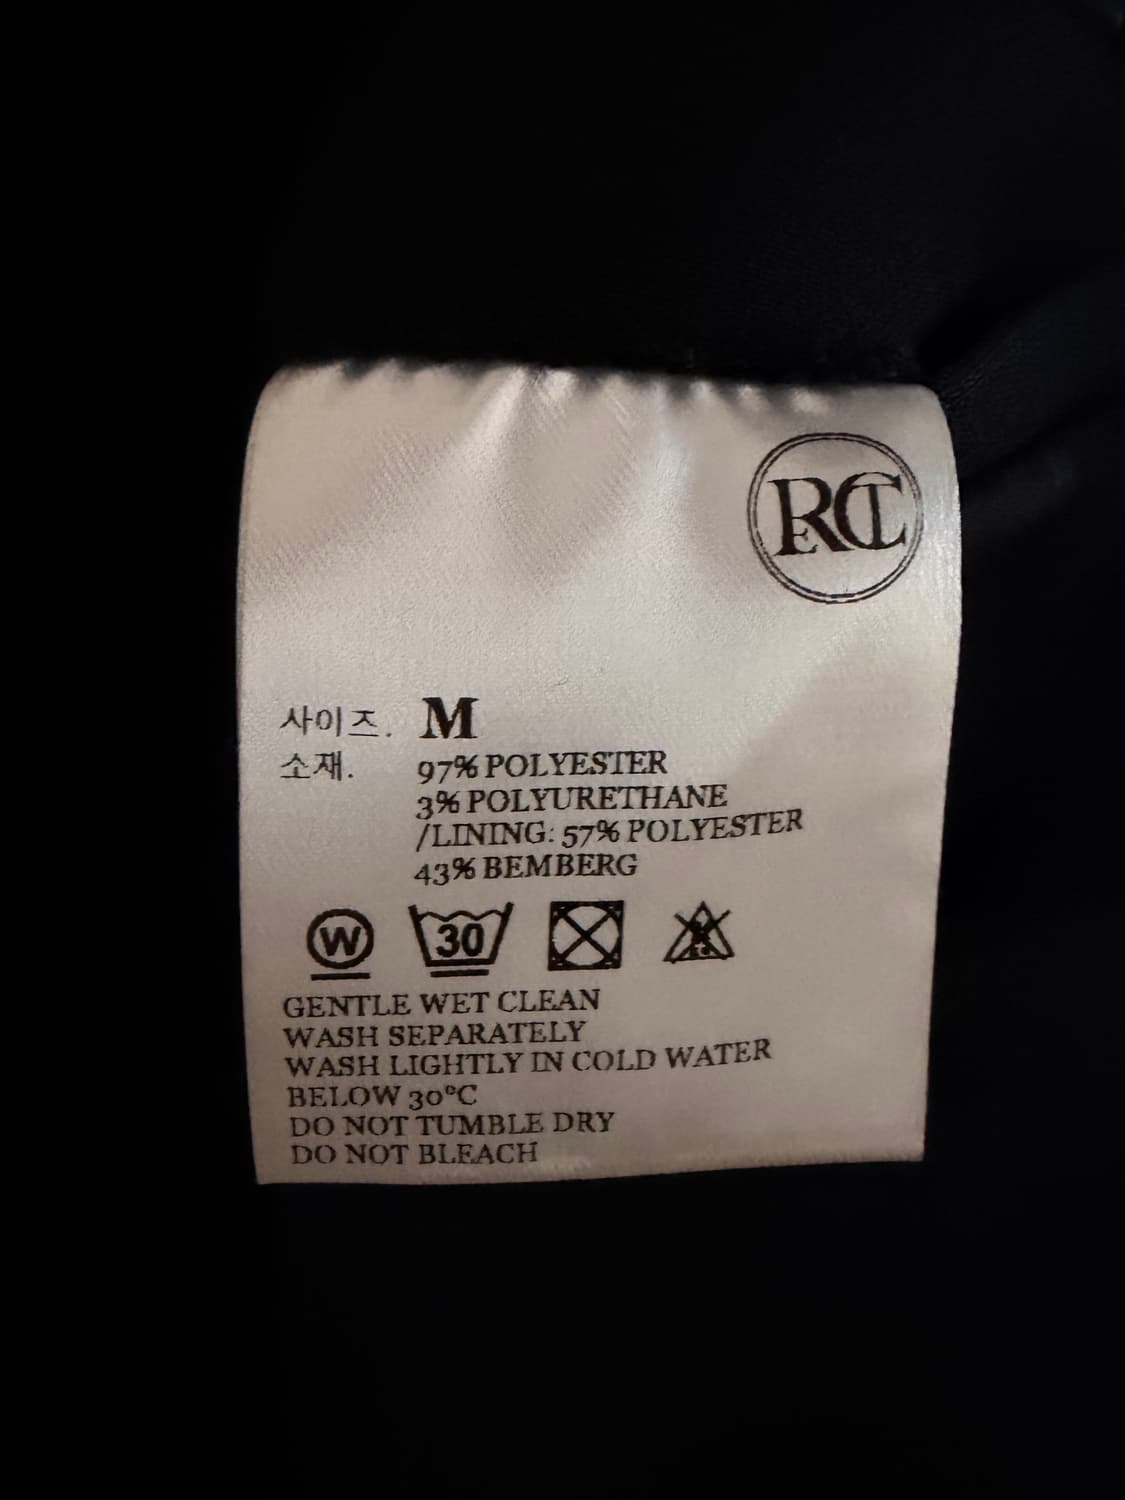 RECT
사이즈. M
소재. 97% POLYESTER
3% POLYURETHANE
/LINING: 57% POLYESTER
43% BEMBERG
W 30
GENTLE WET CLEAN
WASH SEPARATELY
WASH LIGHTLY IN COLD WATER
BELOW 30°C
DO NOT TUMBLE DRY
DO NOT BLEACH